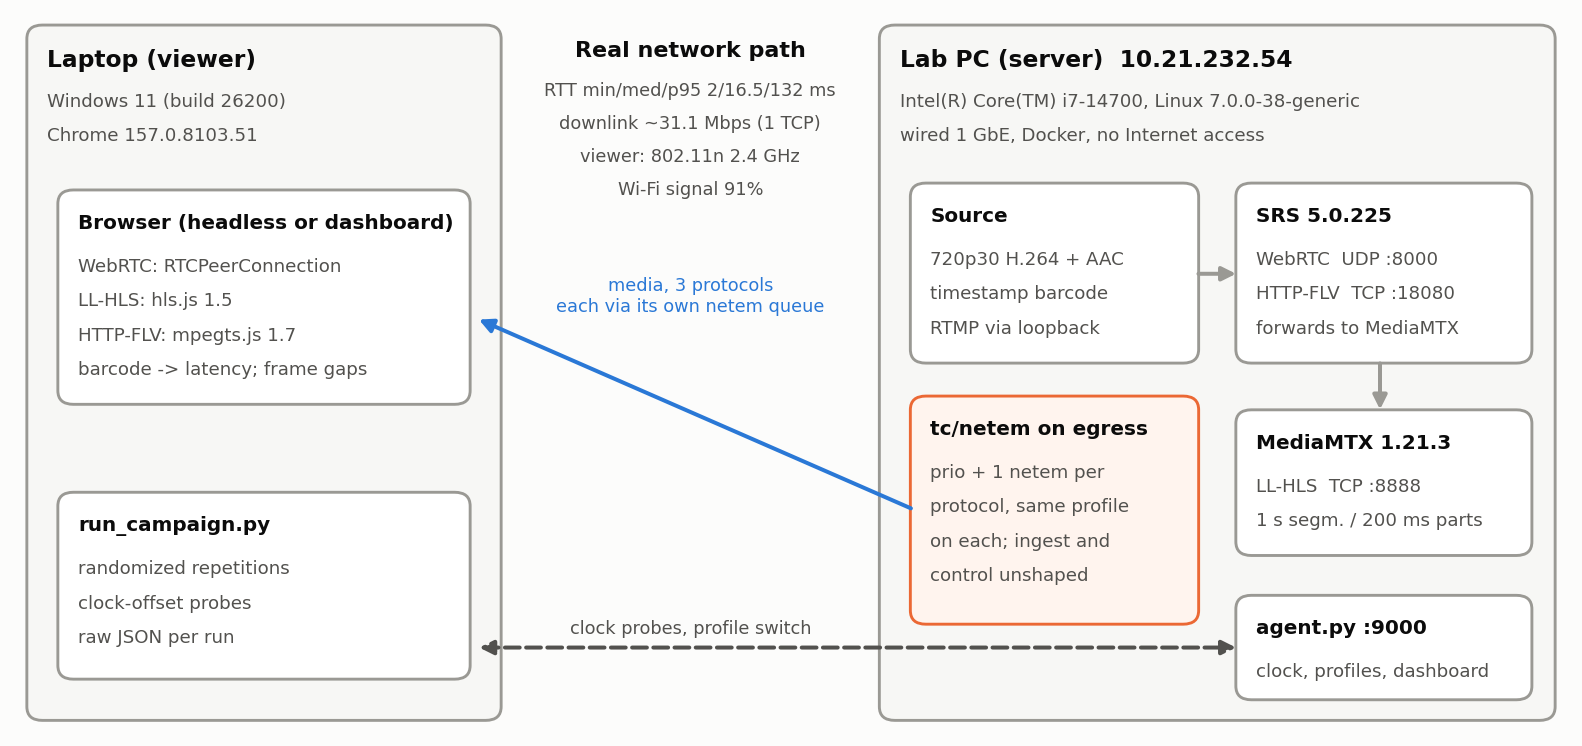 Laptop (viewer)
Windows 11 (build 26200)
Chrome 157.0.8103.51
Browser (headless or dashboard)
WebRTC: RTCPeerConnection
LL-HLS: hls.js 1.5
HTTP-FLV: mpegts.js 1.7
barcode -> latency; frame gaps
run_campaign.py
randomized repetitions
clock-offset probes
raw JSON per run
Real network path
RTT min/med/p95 2/16.5/132 ms
downlink ~31.1 Mbps (1 TCP)
viewer: 802.11n 2.4 GHz
Wi-Fi signal 91%
media, 3 protocols
each via its own netem queue
clock probes, profile switch
Lab PC (server)  10.21.232.54
Intel(R) Core(TM) i7-14700, Linux 7.0.0-38-generic
wired 1 GbE, Docker, no Internet access
Source
720p30 H.264 + AAC
timestamp barcode
RTMP via loopback
SRS 5.0.225
WebRTC  UDP :8000
HTTP-FLV  TCP :18080
forwards to MediaMTX
tc/netem on egress
prio + 1 netem per
protocol, same profile
on each; ingest and
control unshaped
MediaMTX 1.21.3
LL-HLS  TCP :8888
1 s segm. / 200 ms parts
agent.py :9000
clock, profiles, dashboard